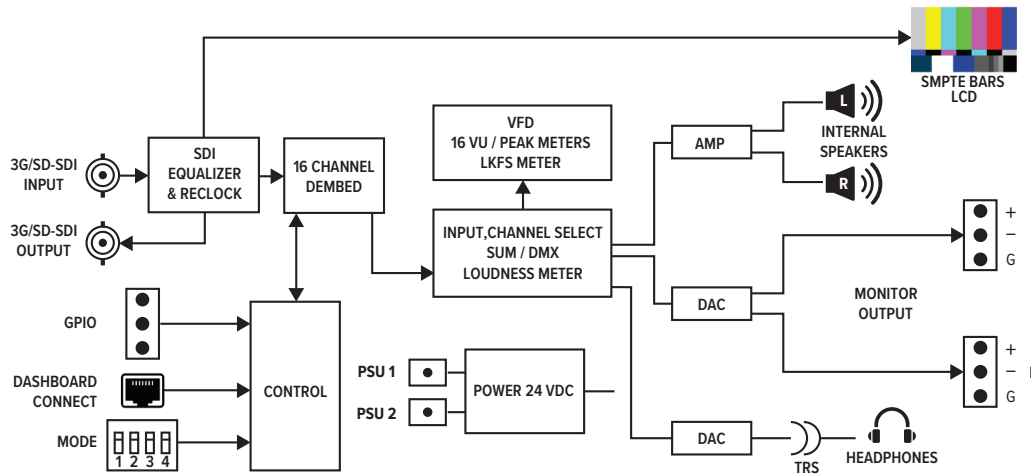 SMPTE BARS
LCD
3G/SD-SDI
INPUT
SDI
EQUALIZER
& RECLOCK
16 CHANNEL
DEMBED
VFD
16 VU / PEAK METERS
LKFS METER
AMP
L
INTERNAL
SPEAKERS
R
3G/SD-SDI
OUTPUT
INPUT,CHANNEL SELECT
SUM / DMX
LOUDNESS METER
+
−
G
GPIO
DAC
MONITOR
OUTPUT
+
−
G
DASHBOARD
CONNECT
CONTROL
PSU 1
PSU 2
POWER 24 VDC
MODE
1 2 3 4
DAC
TRS
HEADPHONES